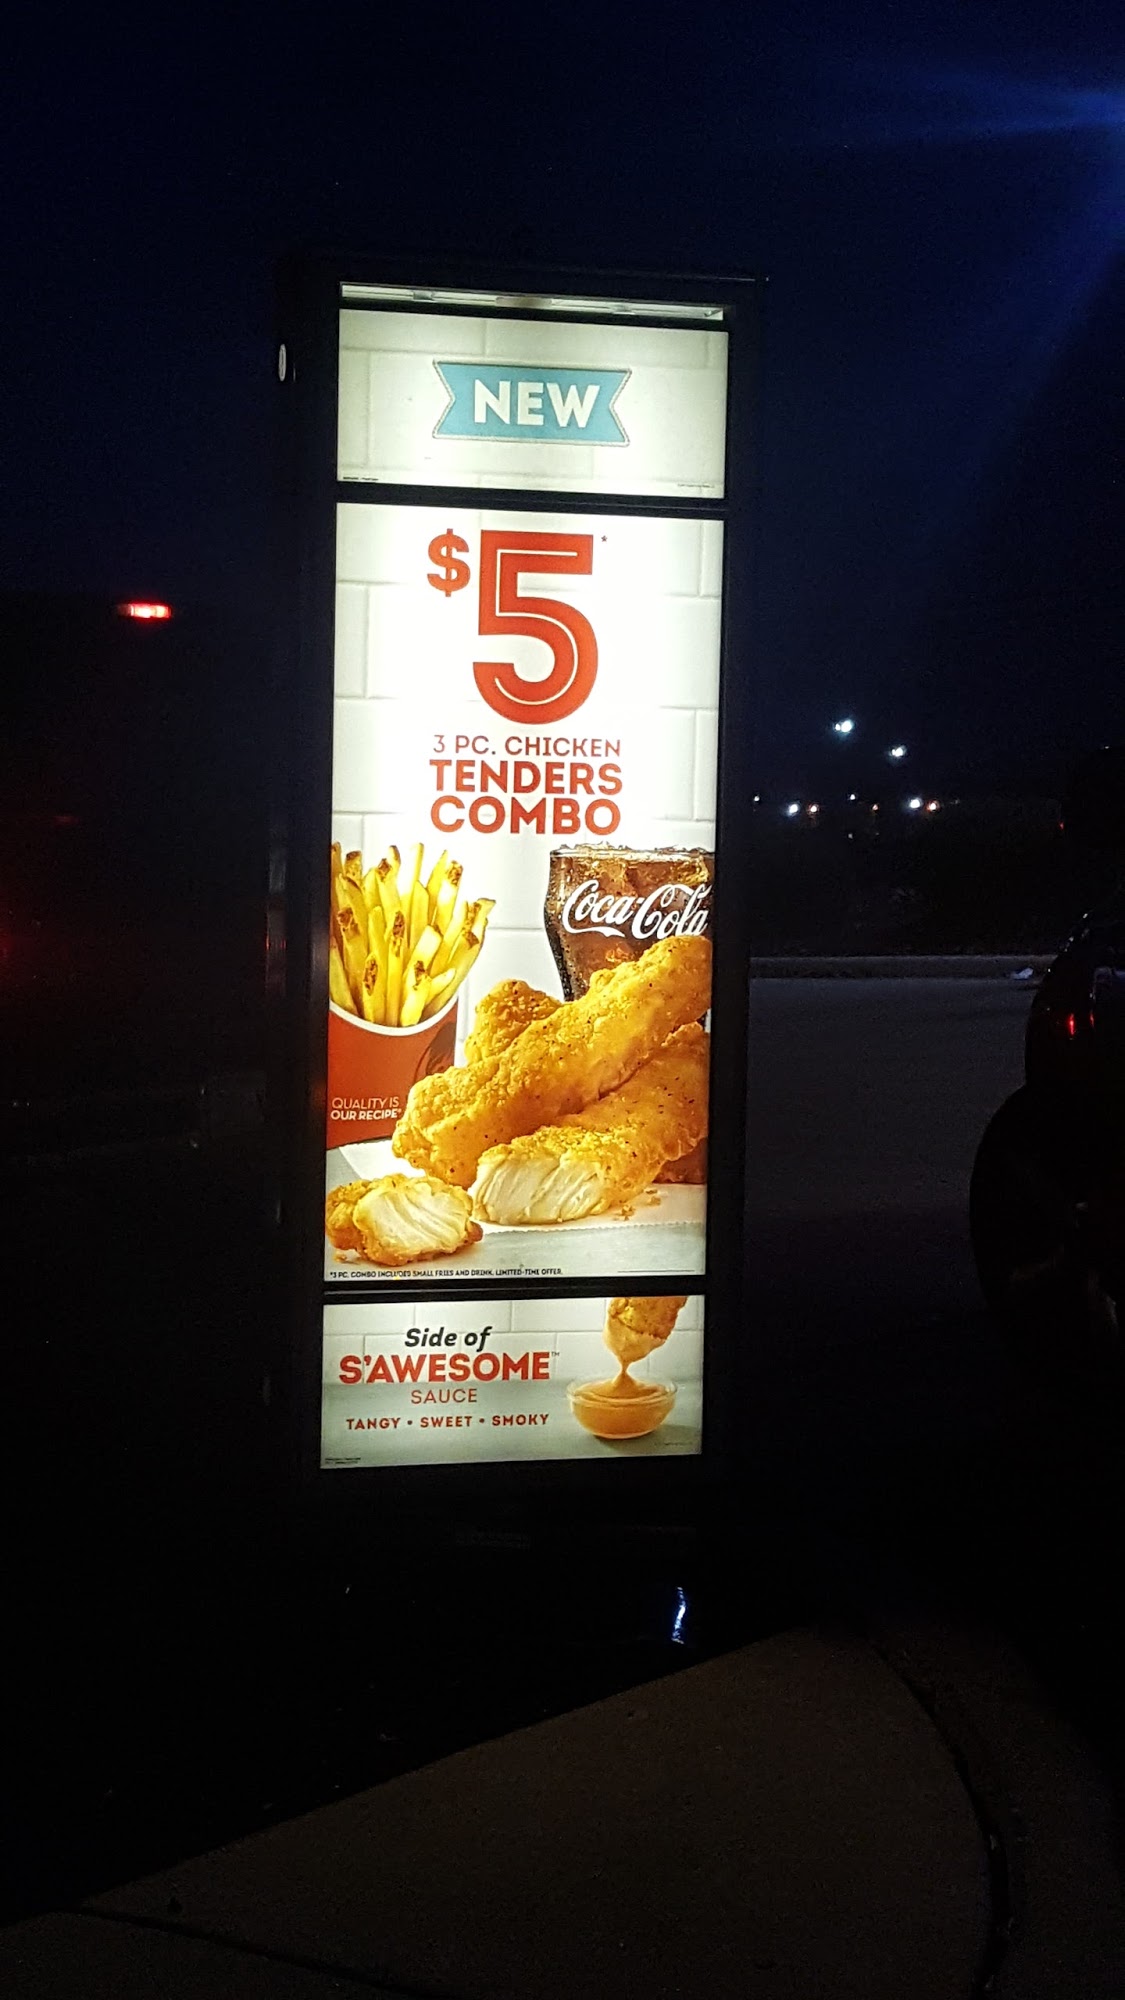 NEW
$5*
3 PC. CHICKEN
TENDERS
COMBO
Coca-Cola
QUALITY IS
OUR RECIPE®
*3 PC. COMBO INCLUDES SMALL FRIES AND DRINK. LIMITED-TIME OFFER.
Side of
S'AWESOME™
SAUCE
TANGY • SWEET • SMOKY